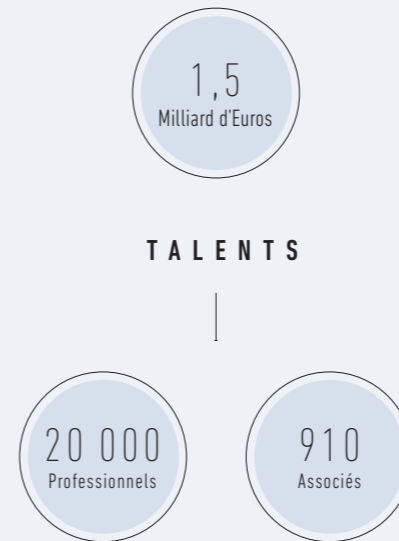 1,5
Milliard d'Euros
TALENTS
20 000
Professionnels
910
Associés